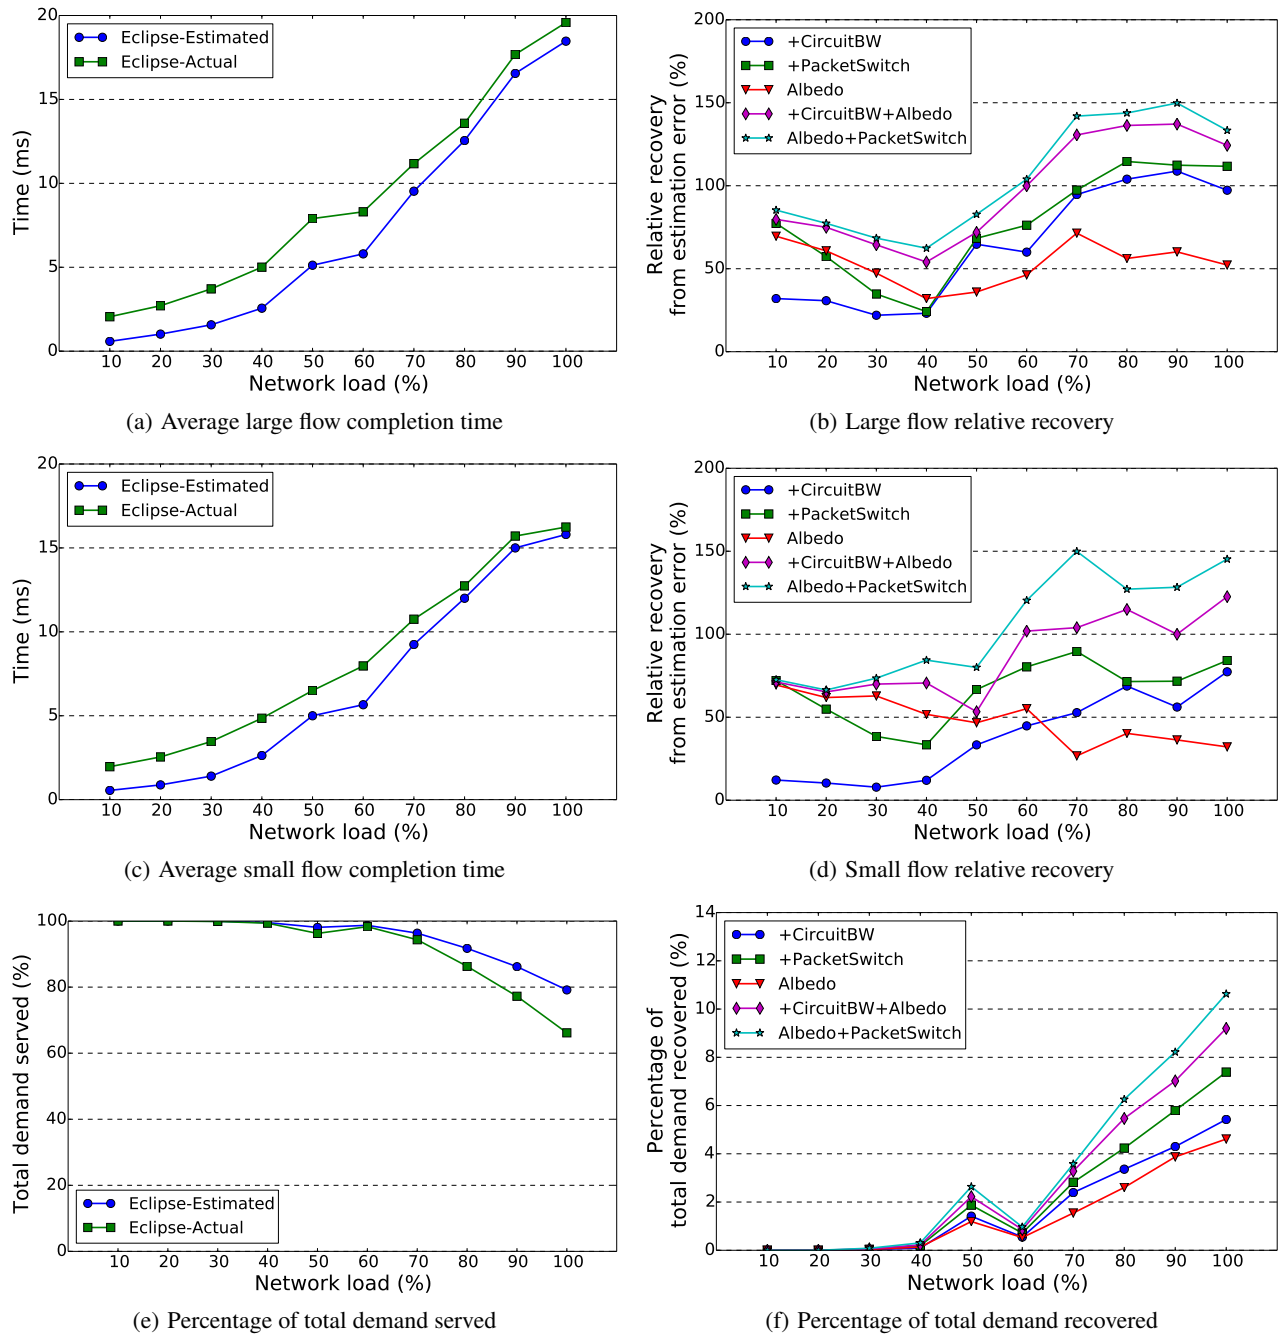 20
15
10
5
0
Time (ms)
Eclipse-Estimated
Eclipse-Actual
10 20 30 40 50 60 70 80 90 100
Network load (%)
(a) Average large flow completion time
200
150
100
50
0
Relative recovery
from estimation error (%)
+CircuitBW
+PacketSwitch
Albedo
+CircuitBW+Albedo
Albedo+PacketSwitch
10 20 30 40 50 60 70 80 90 100
Network load (%)
(b) Large flow relative recovery
20
15
10
5
0
Time (ms)
Eclipse-Estimated
Eclipse-Actual
10 20 30 40 50 60 70 80 90 100
Network load (%)
(c) Average small flow completion time
200
150
100
50
0
Relative recovery
from estimation error (%)
+CircuitBW
+PacketSwitch
Albedo
+CircuitBW+Albedo
Albedo+PacketSwitch
10 20 30 40 50 60 70 80 90 100
Network load (%)
(d) Small flow relative recovery
100
80
60
40
20
0
Total demand served (%)
Eclipse-Estimated
Eclipse-Actual
10 20 30 40 50 60 70 80 90 100
Network load (%)
(e) Percentage of total demand served
14
12
10
8
6
4
2
0
Percentage of
total demand recovered (%)
+CircuitBW
+PacketSwitch
Albedo
+CircuitBW+Albedo
Albedo+PacketSwitch
10 20 30 40 50 60 70 80 90 100
Network load (%)
(f) Percentage of total demand recovered